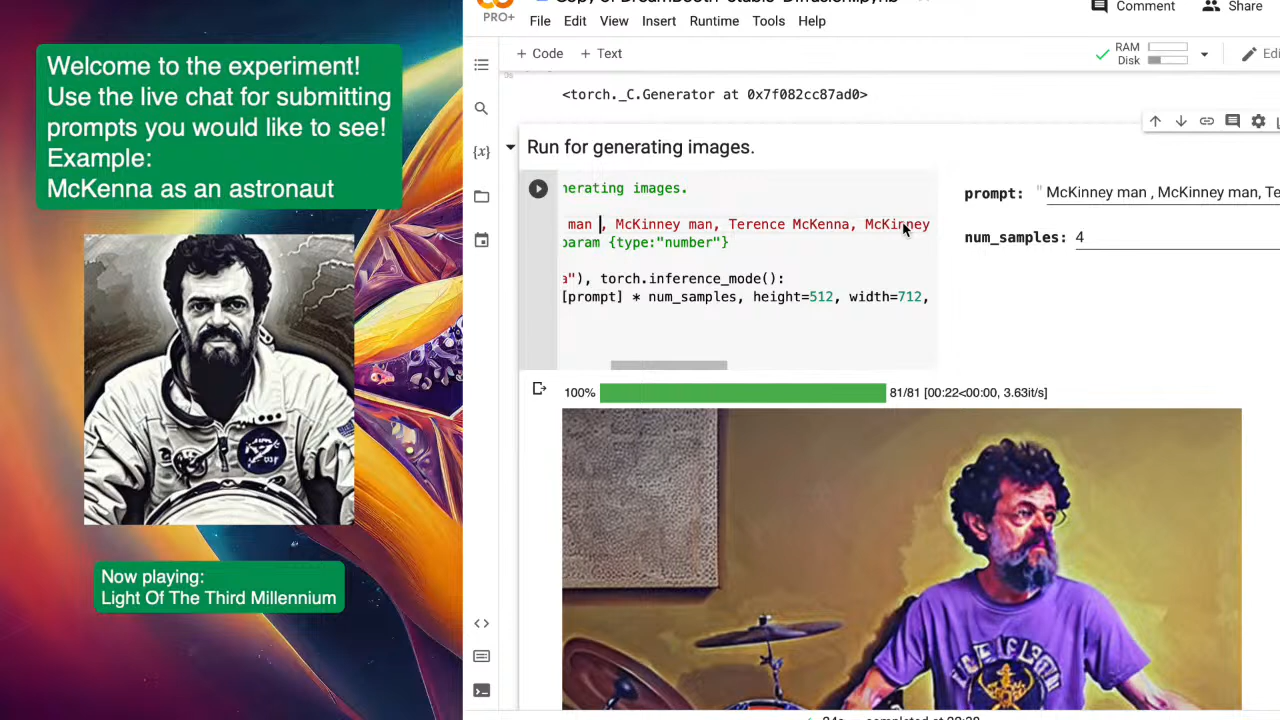 Welcome to the experiment!
Use the live chat for submitting
prompts you would like to see!
Example:
McKenna as an astronaut
Now playing:
Light Of The Third Millennium
PRO+
File Edit View Insert Runtime Tools Help
Comment Share
+ Code + Text
RAM
Disk
<torch._C.Generator at 0x7f082cc87ad0>
Run for generating images.
nerating images.
man , McKinney man, Terence McKenna, McKinney
param {type:"number"}
a"), torch.inference_mode():
[prompt] * num_samples, height=512, width=712,
prompt: " McKinney man , McKinney man, Te
num_samples: 4
100% 81/81 [00:22<00:00, 3.63it/s]